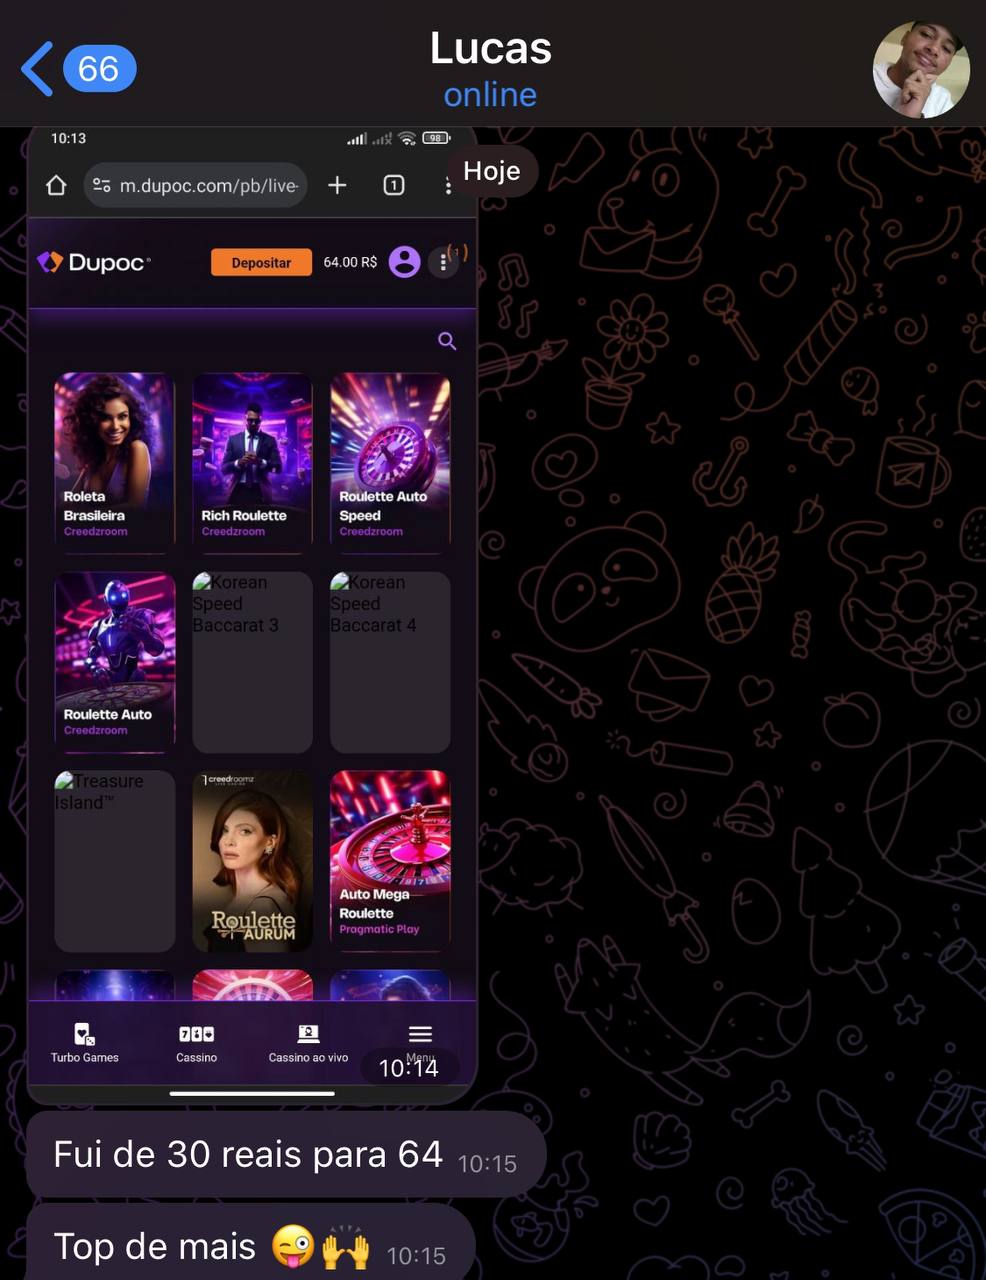 66
Lucas
online
10:13
98
Hoje
m.dupoc.com/pb/live-
1
Dupoc
Depositar
64.00 R$
Roleta
Brasileira
Creedzroom
Rich Roulette
Creedzroom
Roulette Auto
Speed
Creedzroom
Roulette Auto
Creedzroom
Korean
Speed
Baccarat 3
Korean
Speed
Baccarat 4
Treasure
Island™
creedroomz
Roulette
AURUM
Auto Mega
Roulette
Pragmatic Play
Turbo Games
Cassino
Cassino ao vivo
Menu
10:14
Fui de 30 reais para 64 10:15
Top de mais 😜🙌 10:15